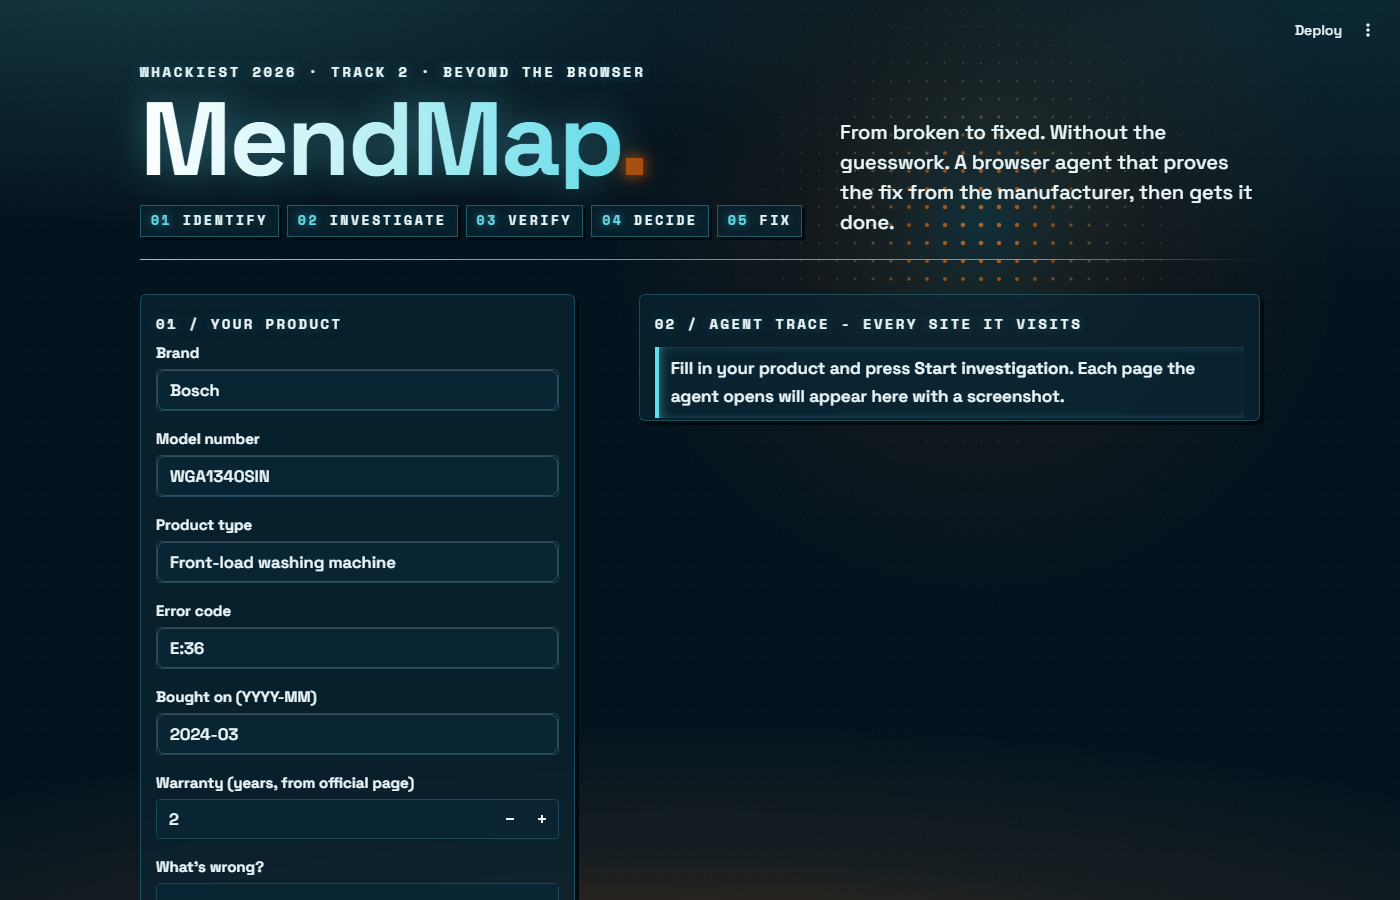 Deploy
WHACKIEST 2026 · TRACK 2 · BEYOND THE BROWSER
MendMap.
From broken to fixed. Without the
guesswork. A browser agent that proves
the fix from the manufacturer, then gets it
done.
01 IDENTIFY 02 INVESTIGATE 03 VERIFY 04 DECIDE 05 FIX
01 / YOUR PRODUCT
Brand
Bosch
Model number
WGA1340SIN
Product type
Front-load washing machine
Error code
E:36
Bought on (YYYY-MM)
2024-03
Warranty (years, from official page)
2
What's wrong?
02 / AGENT TRACE - EVERY SITE IT VISITS
Fill in your product and press Start investigation. Each page the
agent opens will appear here with a screenshot.